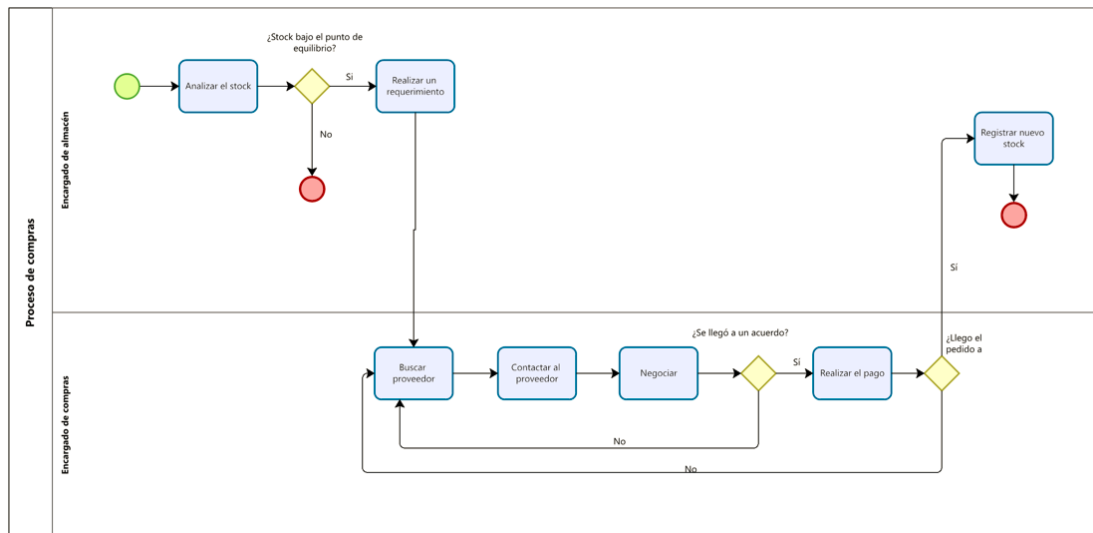 Proceso de compras
Encargado de almacén
¿Stock bajo el punto de
equilibrio?
Analizar el stock
Si
Realizar un
requerimiento
No
Registrar nuevo
stock
Sí
Encargado de compras
¿Se llegó a un acuerdo?
¿Llego el
pedido a
Buscar
proveedor
Contactar al
proveedor
Negociar
Sí
Realizar el pago
No
No